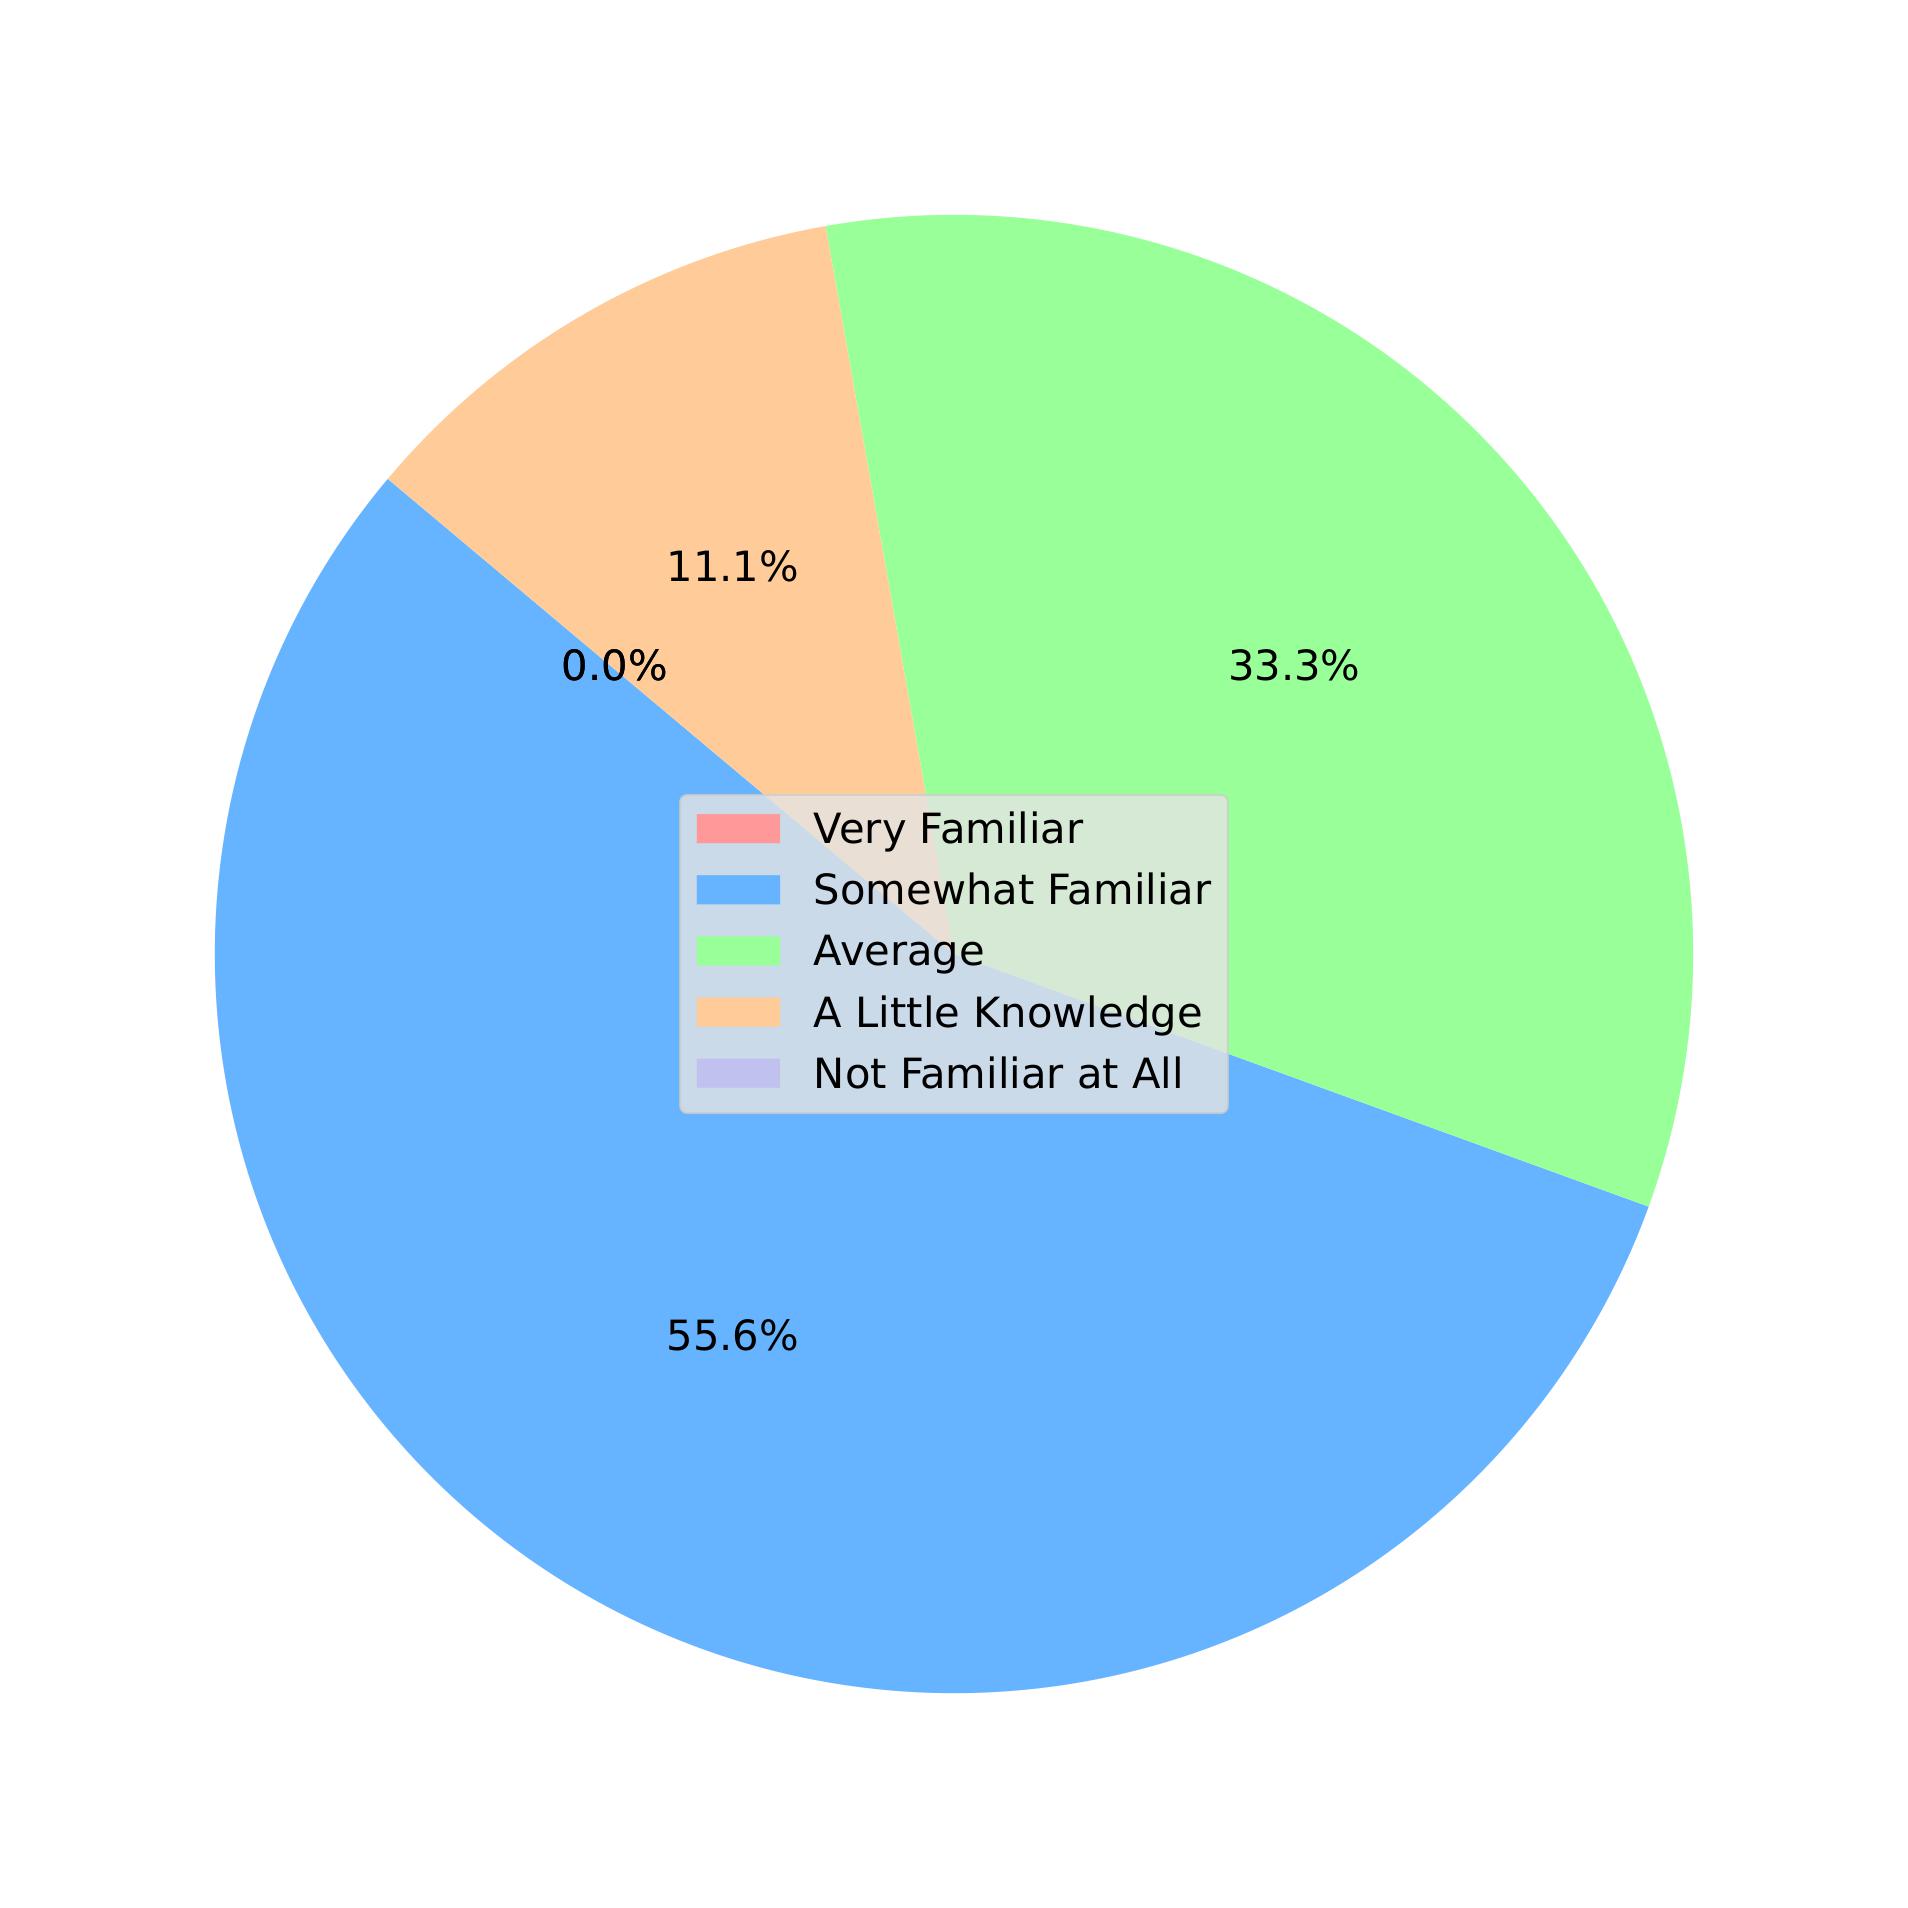 11.1%
0.0%
33.3%
Very Familiar
Somewhat Familiar
Average
A Little Knowledge
Not Familiar at All
55.6%